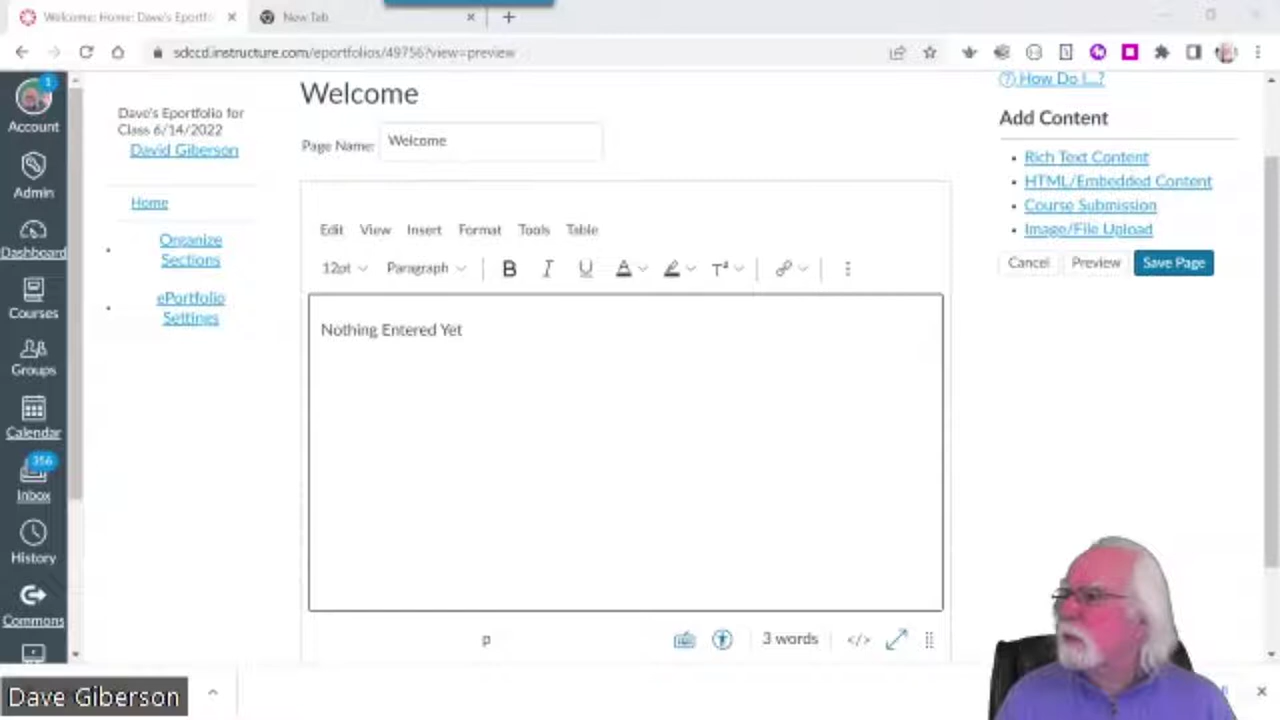 Welcome: Home: Dave's Eportfo
New Tab
sdccd.instructure.com/eportfolios/49756?view=preview
1
Account
Admin
Dashboard
Courses
Groups
Calendar
356
Inbox
History
Commons
Dave's Eportfolio for
Class 6/14/2022
David Giberson
Home
Organize
Sections
ePortfolio
Settings
Welcome
Page Name: Welcome
Edit View Insert Format Tools Table
12pt Paragraph B I U A T²
Nothing Entered Yet
p 3 words </>
How Do I...?
Add Content
Rich Text Content
HTML/Embedded Content
Course Submission
Image/File Upload
Cancel Preview Save Page
Dave Giberson